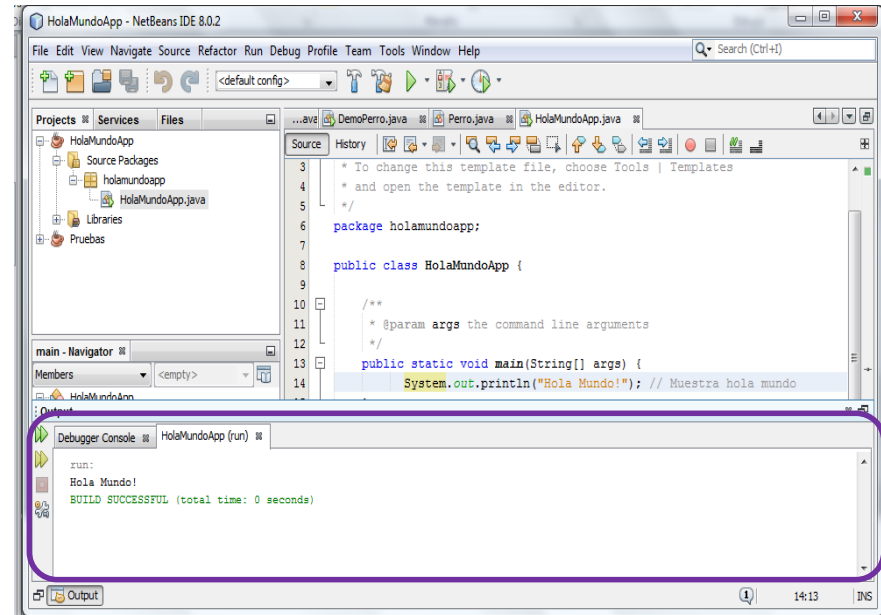 HolaMundoApp - NetBeans IDE 8.0.2
File Edit View Navigate Source Refactor Run Debug Profile Team Tools Window Help
Search (Ctrl+I)
<default config>
Projects Services Files
HolaMundoApp
Source Packages
holamundoapp
HolaMundoApp.java
Libraries
Pruebas
main - Navigator
Members <empty>
HolaMundoApp
...ava DemoPerro.java Perro.java HolaMundoApp.java
Source History
3 * To change this template file, choose Tools | Templates
4 * and open the template in the editor.
5 */
6 package holamundoapp;
7
8 public class HolaMundoApp {
9
10 /**
11 * @param args the command line arguments
12 */
13 public static void main(String[] args) {
14 System.out.println("Hola Mundo!"); // Muestra hola mundo
Output
Debugger Console HolaMundoApp (run)
run:
Hola Mundo!
BUILD SUCCESSFUL (total time: 0 seconds)
Output
1 14:13 INS